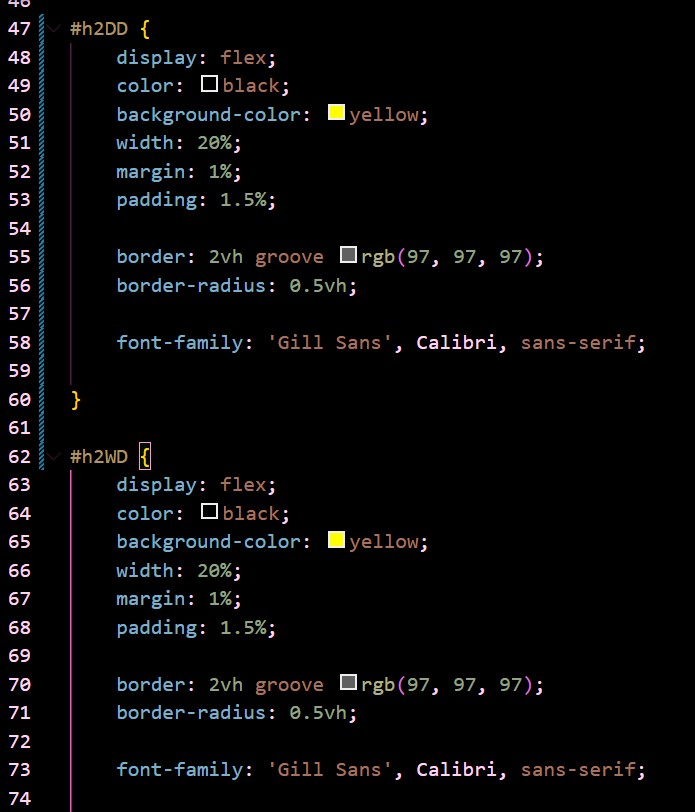 46
47 #h2DD {
48 display: flex;
49 color: black;
50 background-color: yellow;
51 width: 20%;
52 margin: 1%;
53 padding: 1.5%;
54
55 border: 2vh groove rgb(97, 97, 97);
56 border-radius: 0.5vh;
57
58 font-family: 'Gill Sans', Calibri, sans-serif;
59
60 }
61
62 #h2WD {
63 display: flex;
64 color: black;
65 background-color: yellow;
66 width: 20%;
67 margin: 1%;
68 padding: 1.5%;
69
70 border: 2vh groove rgb(97, 97, 97);
71 border-radius: 0.5vh;
72
73 font-family: 'Gill Sans', Calibri, sans-serif;
74